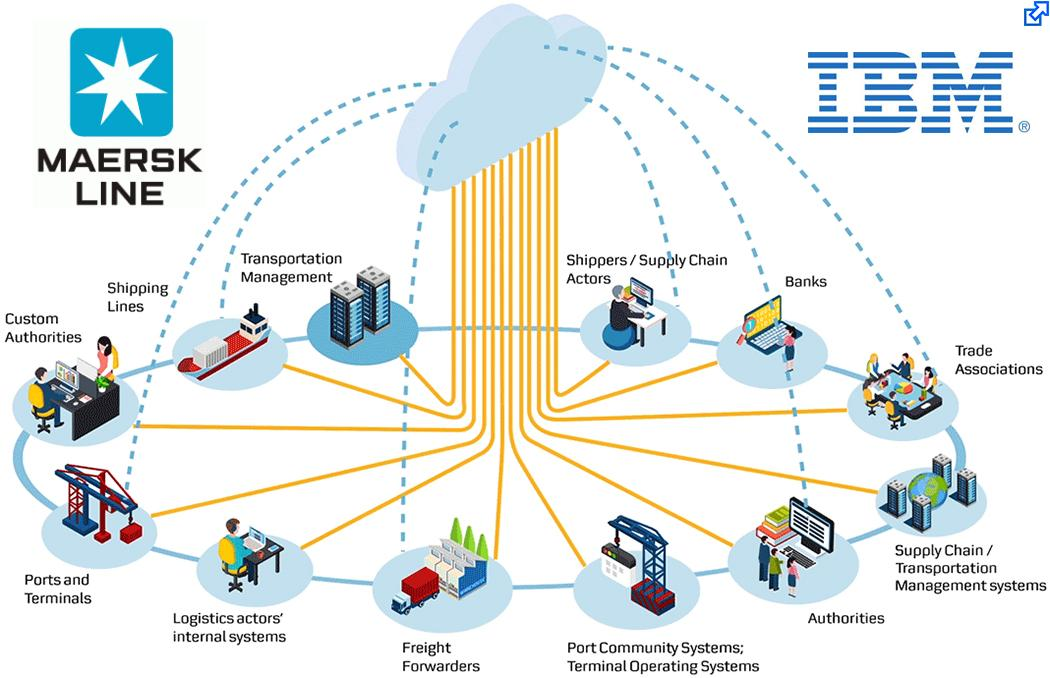 MAERSK
LINE
IBM®
Transportation
Management
Shippers / Supply Chain
Actors
Banks
Shipping
Lines
Custom
Authorities
Trade
Associations
Ports and
Terminals
Logistics actors'
internal systems
Freight
Forwarders
Port Community Systems;
Terminal Operating Systems
Authorities
Supply Chain /
Transportation
Management systems